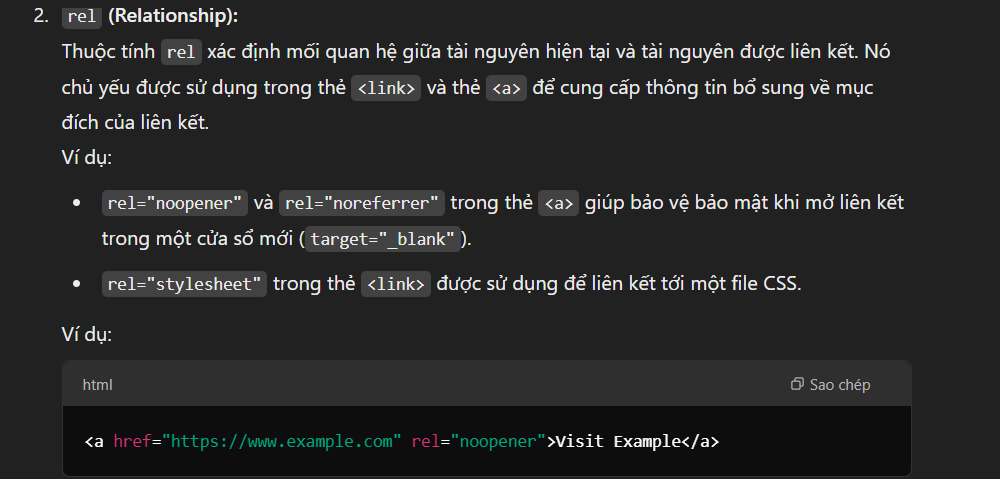 2. rel (Relationship):
Thuộc tính rel xác định mối quan hệ giữa tài nguyên hiện tại và tài nguyên được liên kết. Nó
chủ yếu được sử dụng trong thẻ <link> và thẻ <a> để cung cấp thông tin bổ sung về mục
đích của liên kết.
Ví dụ:
• rel="noopener" và rel="noreferrer" trong thẻ <a> giúp bảo vệ bảo mật khi mở liên kết
trong một cửa sổ mới (target="_blank").
• rel="stylesheet" trong thẻ <link> được sử dụng để liên kết tới một file CSS.
Ví dụ:
html
Sao chép
<a href="https://www.example.com" rel="noopener">Visit Example</a>